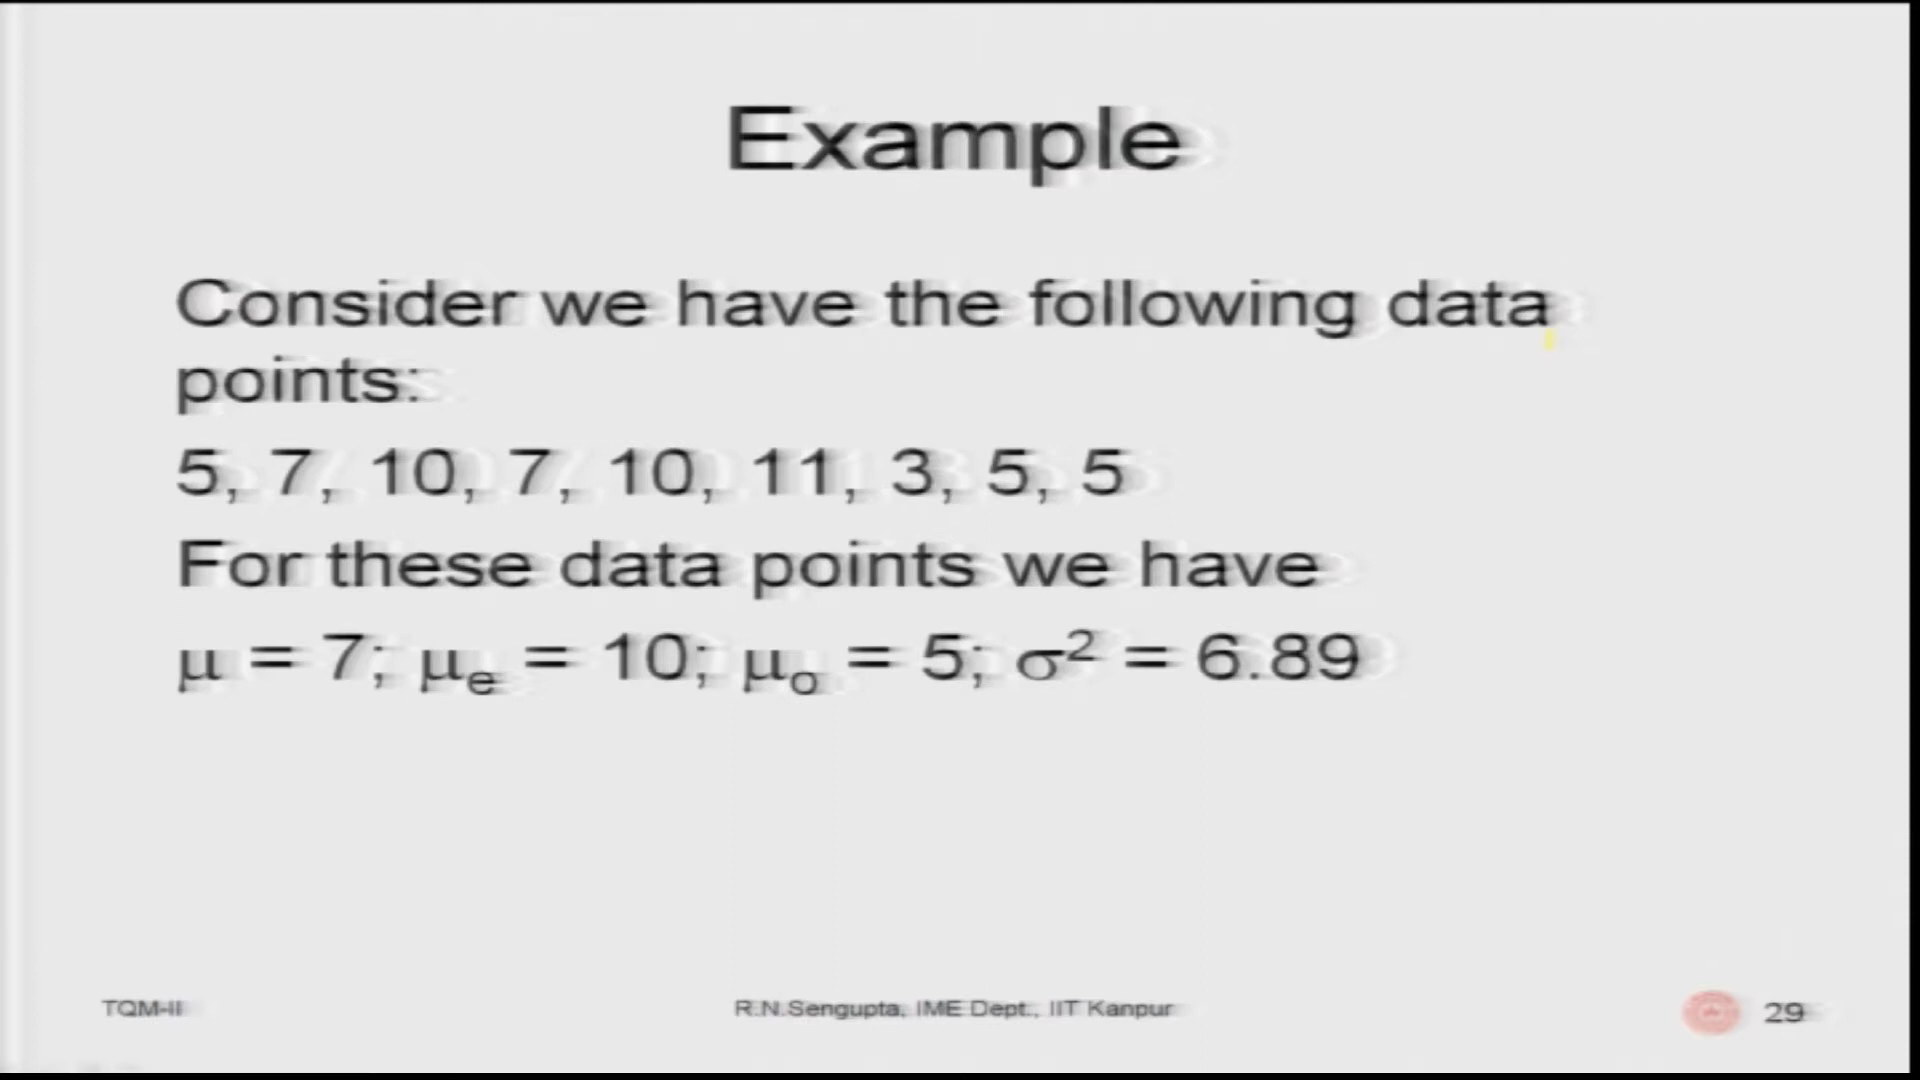 Example
Consider we have the following data
points:
5, 7, 10, 7, 10, 11, 3, 5, 5
For these data points we have
μ = 7; μe = 10; μo = 5; σ² = 6.89
TQM-II
R.N.Sengupta, IME Dept., IIT Kanpur
29